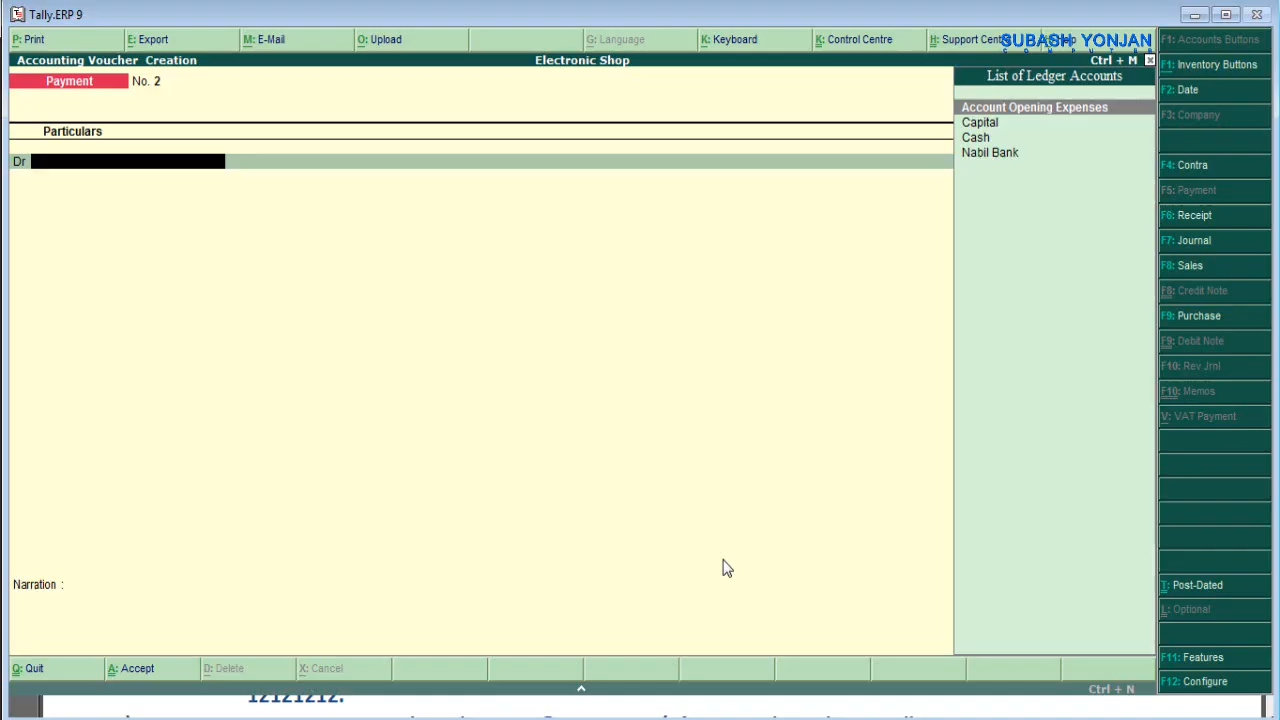 Tally.ERP 9
P: Print E: Export M: E-Mail O: Upload G: Language K: Keyboard K: Control Centre H: Support
SUBASH YONJAN
COMPUTER
Accounting Voucher Creation Electronic Shop Ctrl + M
Payment No. 2
Particulars
Dr
List of Ledger Accounts
Account Opening Expenses
Capital
Cash
Nabil Bank
F1: Accounts Buttons
F1: Inventory Buttons
F2: Date
F3: Company
F4: Contra
F5: Payment
F6: Receipt
F7: Journal
F8: Sales
F8: Credit Note
F9: Purchase
F9: Debit Note
F10: Rev Jrnl
F10: Memos
V: VAT Payment
T: Post-Dated
L: Optional
F11: Features
F12: Configure
Narration :
Q: Quit A: Accept D: Delete X: Cancel
Ctrl + N
12121212.